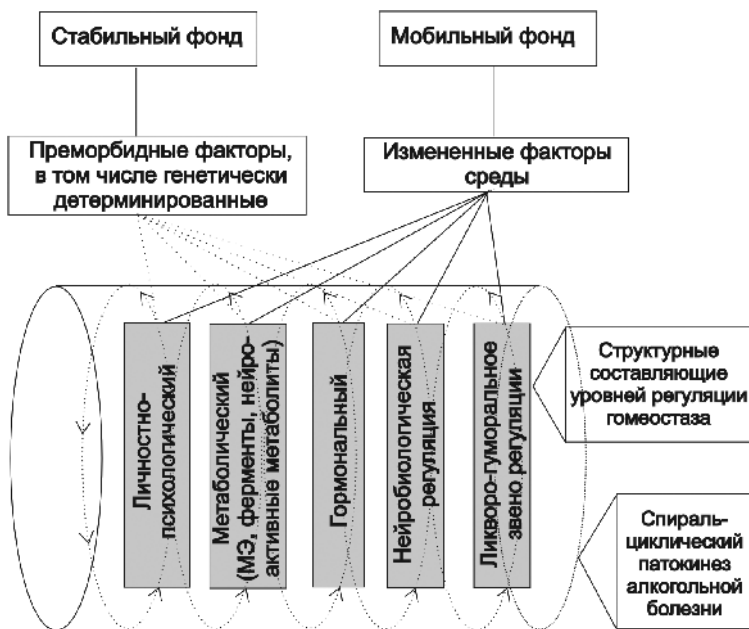 Стабильный фонд
Мобильный фонд
Преморбидные факторы,
в том числе генетически
детерминированные
Измененные факторы
среды
Личностно-
психологический
Метаболический
(МЭ, ферменты, нейро-
активные метаболиты)
Гормональный
Нейробиологическая
регуляция
Ликворо-гуморальное
звено регуляции
Структурные
составляющие
уровней регуляции
гомеостаза
Спираль-
циклический
патокинез
алкогольной
болезни